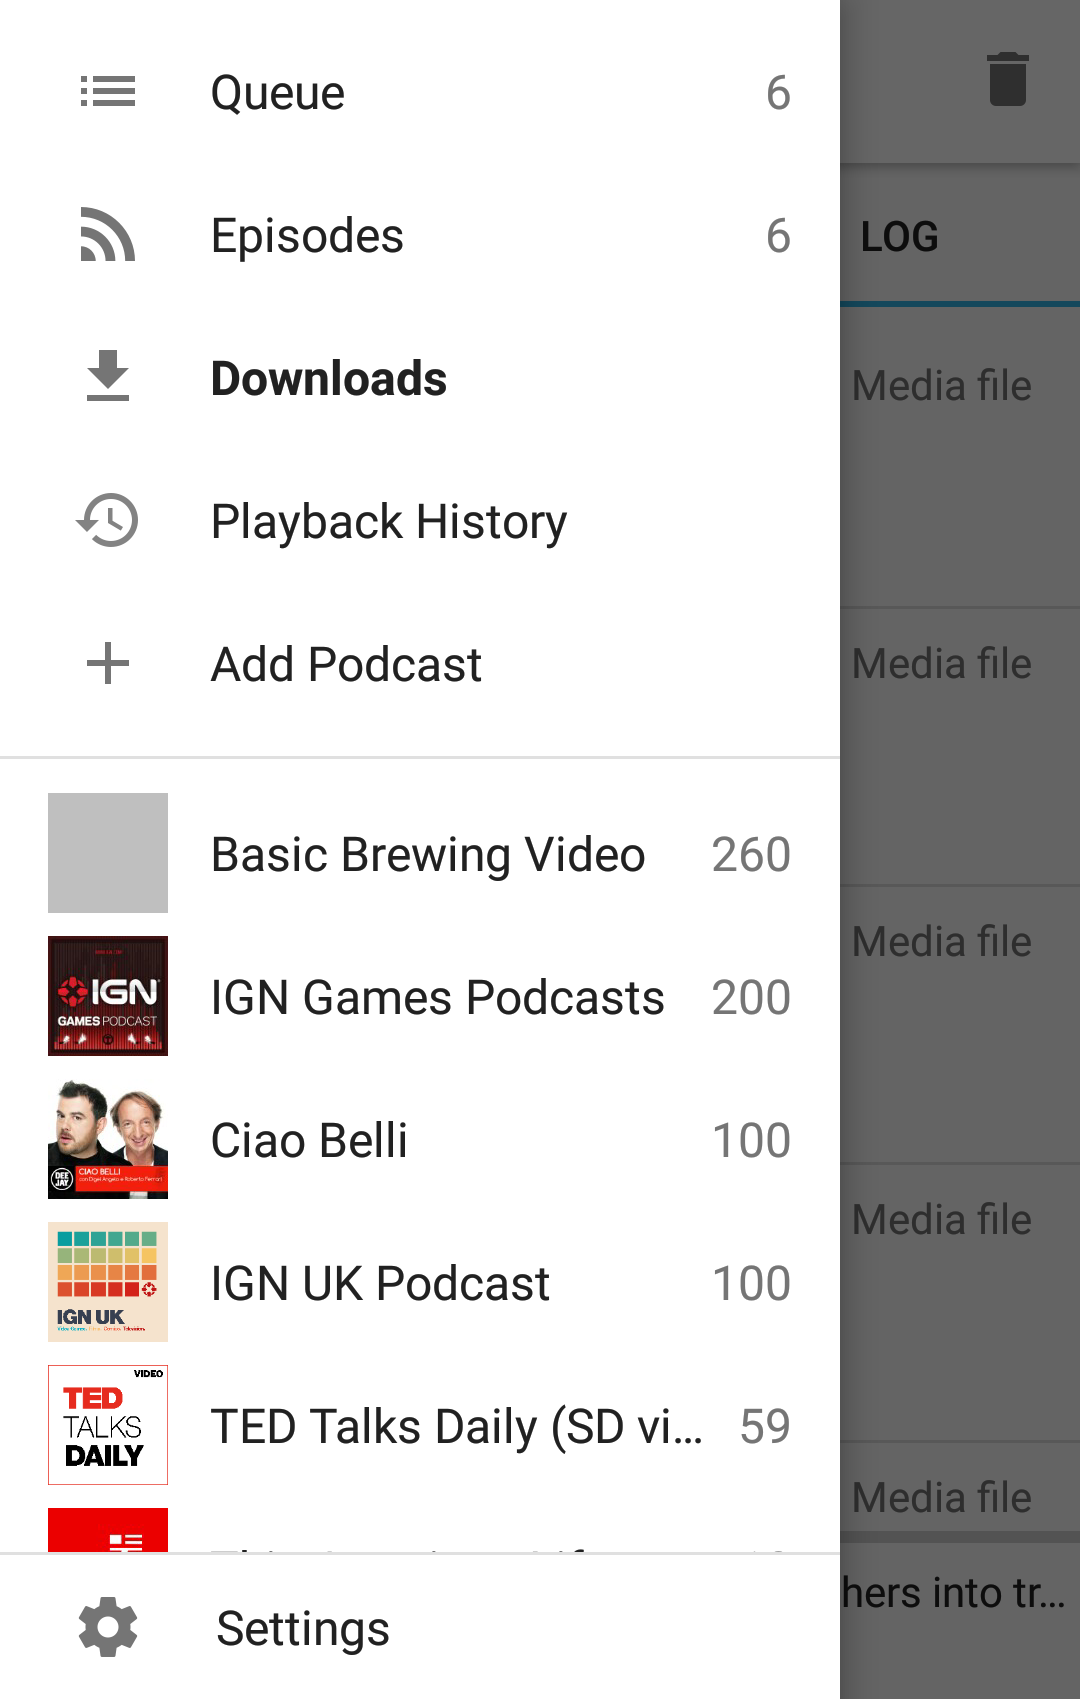 Queue 6
LOG
Episodes 6
Media file
Downloads
Playback History
Media file
Add Podcast
Basic Brewing Video 260
Media file
IGN
GAMES PODCAST
IGN Games Podcasts 200
CIAO BELLI
DEE JAY
Ciao Belli 100
Media file
IGN UK
IGN UK Podcast 100
VIDEO
TED
TALKS
DAILY
TED Talks Daily (SD vi... 59
Media file
hers into tr...
Settings